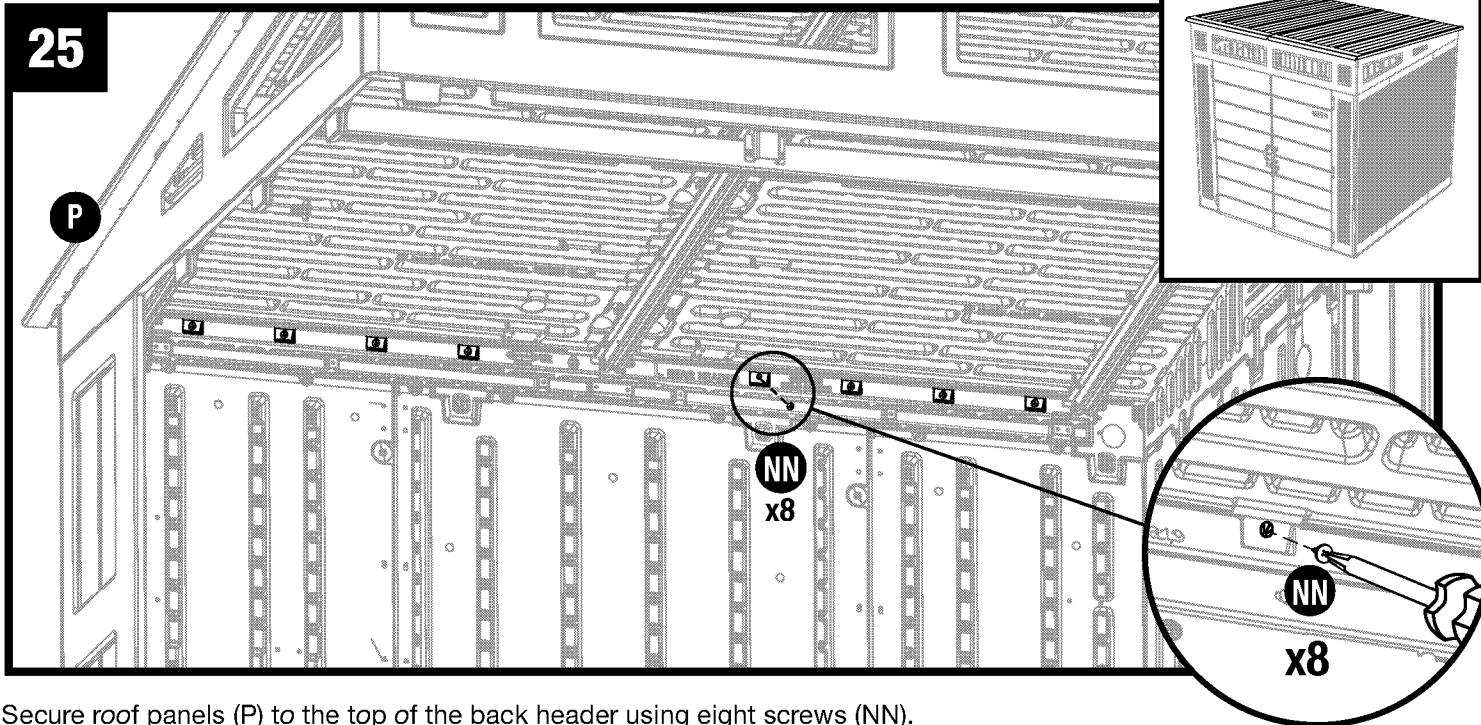 25
P
NN
x8
NN
x8
Secure roof panels (P) to the top of the back header using eight screws (NN).